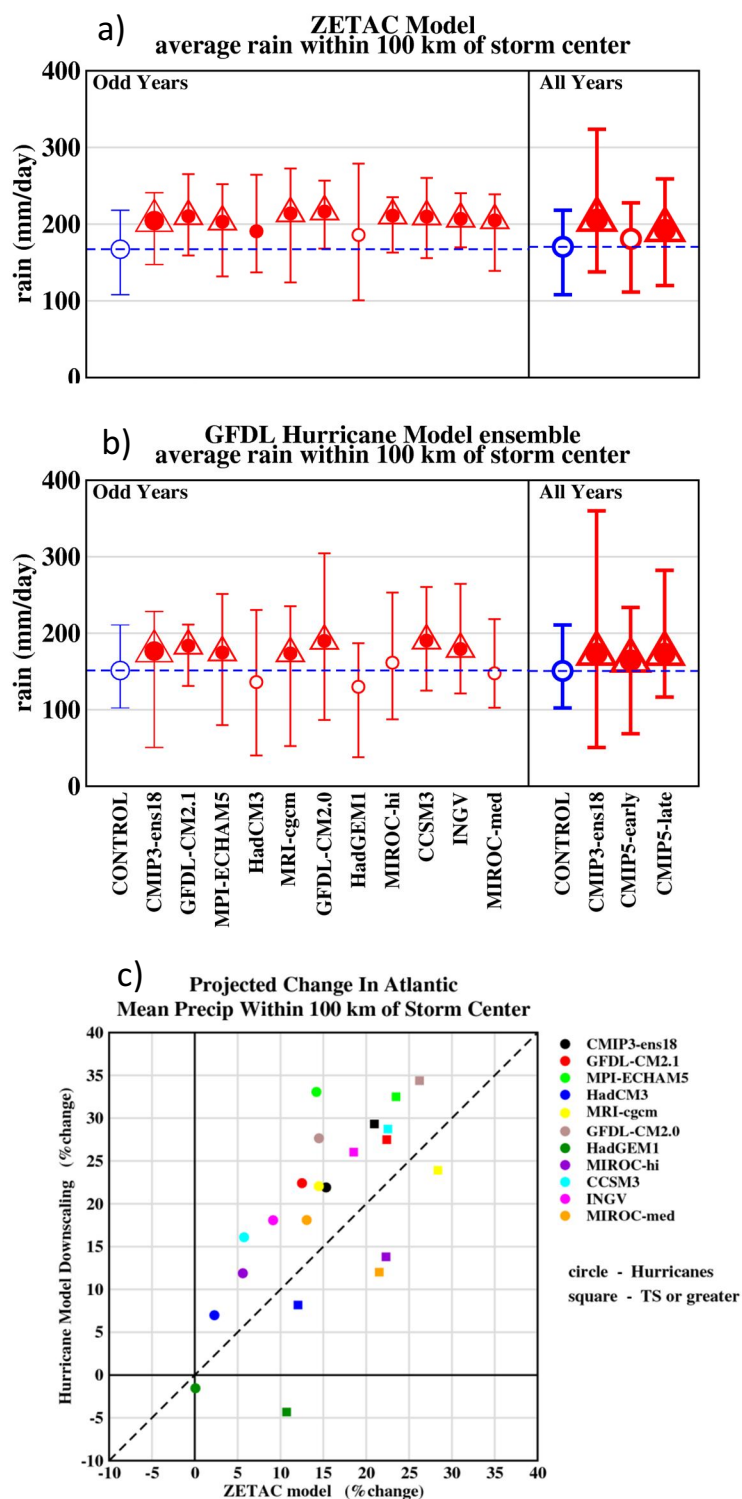 a)
ZETAC Model
average rain within 100 km of storm center
400
300
200
100
0
rain (mm/day)
Odd Years
All Years
b)
GFDL Hurricane Model ensemble
average rain within 100 km of storm center
400
300
200
100
0
rain (mm/day)
Odd Years
All Years
CONTROL
CMIP3-ens18
GFDL-CM2.1
MPI-ECHAM5
HadCM3
MRI-cgcm
GFDL-CM2.0
HadGEM1
MIROC-hi
CCSM3
INGV
MIROC-med
CONTROL
CMIP3-ens18
CMIP5-early
CMIP5-late
c)
Projected Change In Atlantic
Mean Precip Within 100 km of Storm Center
40
35
30
25
20
15
10
5
0
-5
-10
Hurricane Model Downscaling (%change)
-10 -5 0 5 10 15 20 25 30 35 40
ZETAC model (%change)
CMIP3-ens18
GFDL-CM2.1
MPI-ECHAM5
HadCM3
MRI-cgcm
GFDL-CM2.0
HadGEM1
MIROC-hi
CCSM3
INGV
MIROC-med
circle - Hurricanes
square - TS or greater